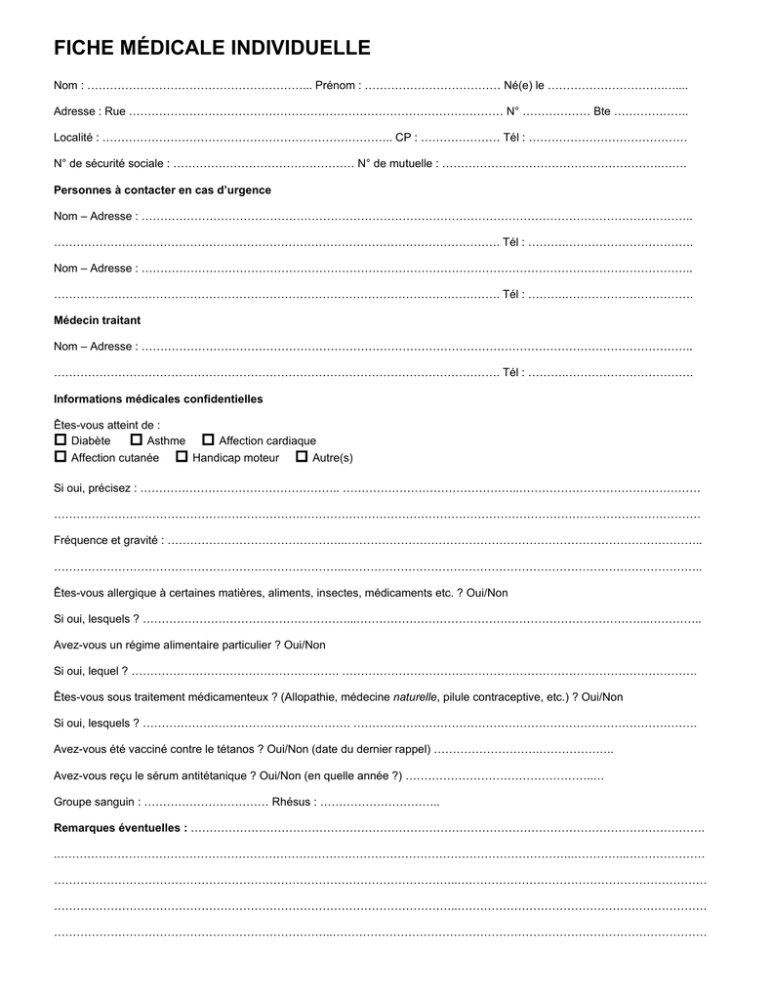 FICHE MÉDICALE INDIVIDUELLE
Nom : ………………………………………………….. Prénom : ……………………………… Né(e) le ………………………….…....
Adresse : Rue ……………………………………………………………………………………… N° ……………… Bte ………………..
Localité : ………………………………………………………………….. CP : ………………… Tél : ……………………………………
N° de sécurité sociale : ………………………………………… N° de mutuelle : ………………………………………………….…….
Personnes à contacter en cas d’urgence
Nom – Adresse : ………………………………………………………………………………………………………………………………..
………………………………………………………………………………………………………. Tél : ………..…………………………….
Nom – Adresse : ………………………………………………………………………………………………………………………………..
………………………………………………………………………………………………………. Tél : ………..…………………………….
Médecin traitant
Nom – Adresse : ………………………………………………………………………………………………………………………………..
………………………………………………………………………………………………………. Tél : ………..…………………………….
Informations médicales confidentielles
Êtes-vous atteint de :
☐ Diabète ☐ Asthme ☐ Affection cardiaque
☐ Affection cutanée ☐ Handicap moteur ☐ Autre(s)
Si oui, précisez : …………………………………………….. ………………………………………..…………………………………………
………………………………………………………………………………………………………………………………………………………
Fréquence et gravité : …………………………………………………………………………………………………………………………..
……………………………………………………………………………………………………………………………………………………..
Êtes-vous allergique à certaines matières, aliments, insectes, médicaments etc. ? Oui/Non
Si oui, lesquels ? ………………………………………………...…………………………………………………………………...…………..
Avez-vous un régime alimentaire particulier ? Oui/Non
Si oui, lequel ? ………………………………………………. ………………………………………………………………………………….
Êtes-vous sous traitement médicamenteux ? (Allopathie, médecine naturelle, pilule contraceptive, etc.) ? Oui/Non
Si oui, lesquels ? ………………………………………………. ……………………………………………………………………………….
Avez-vous été vacciné contre le tétanos ? Oui/Non (date du dernier rappel) ……………………….………………..
Avez-vous reçu le sérum antitétanique ? Oui/Non (en quelle année ?) …………………………………………..…
Groupe sanguin : …………………………… Rhésus : …………………………..
Remarques éventuelles : ……………………………………………………………………………………………………………………….
..………………………………………………………………………………………………………………………..…………..…………………
……………………………………………………………………………………………..…………………………………………………………
……………………………………………………………………………………………..…………………………………………………………
……………………………………………………………………………………………..…………………………………………………………